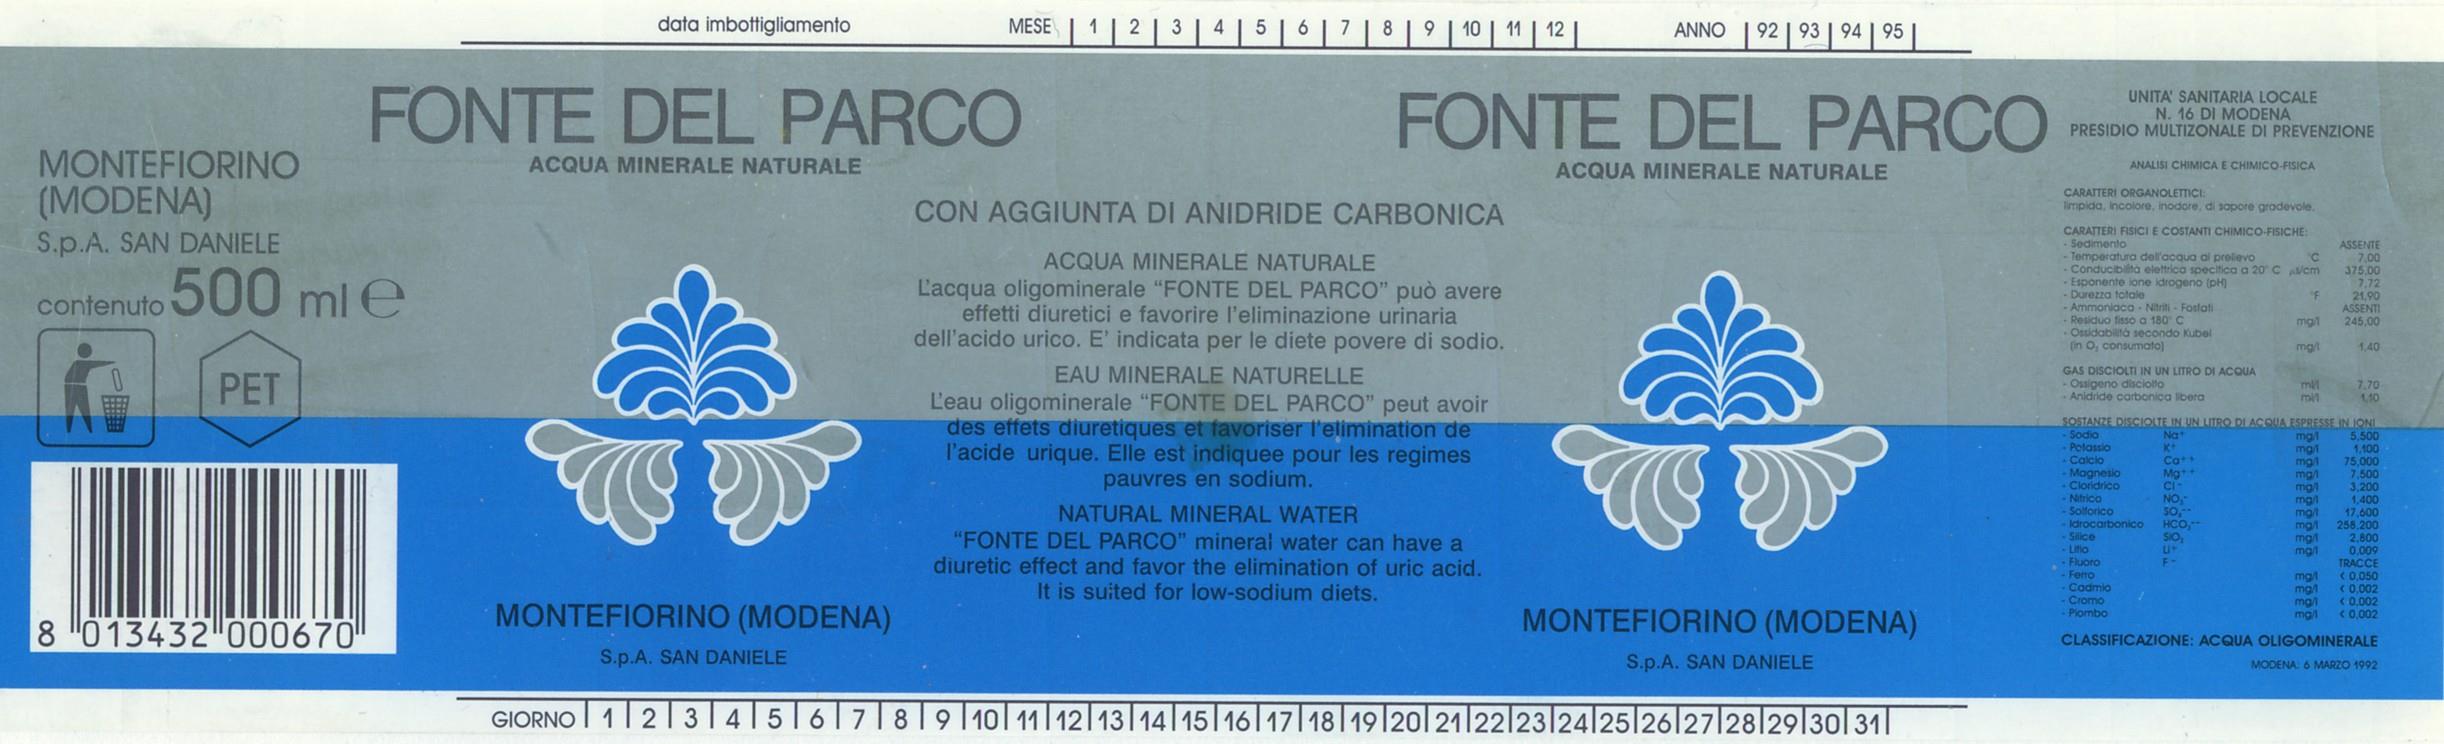 data imbottigliamento MESE | 1 | 2 | 3 | 4 | 5 | 6 | 7 | 8 | 9 | 10 | 11 | 12 | ANNO | 92 | 93 | 94 | 95 |
MONTEFIORINO
(MODENA)
S.p.A. SAN DANIELE
contenuto 500 ml ℮
PET
8 013432 000670
FONTE DEL PARCO
ACQUA MINERALE NATURALE
MONTEFIORINO (MODENA)
S.p.A. SAN DANIELE
CON AGGIUNTA DI ANIDRIDE CARBONICA
ACQUA MINERALE NATURALE
L'acqua oligominerale "FONTE DEL PARCO" può avere
effetti diuretici e favorire l'eliminazione urinaria
dell'acido urico. E' indicata per le diete povere di sodio.
EAU MINERALE NATURELLE
L'eau oligominerale "FONTE DEL PARCO" peut avoir
des effets diuretiques et favoriser l'elimination de
l'acide urique. Elle est indiquee pour les regimes
pauvres en sodium.
NATURAL MINERAL WATER
"FONTE DEL PARCO" mineral water can have a
diuretic effect and favor the elimination of uric acid.
It is suited for low-sodium diets.
FONTE DEL PARCO
ACQUA MINERALE NATURALE
MONTEFIORINO (MODENA)
S.p.A. SAN DANIELE
UNITA' SANITARIA LOCALE
N. 16 DI MODENA
PRESIDIO MULTIZONALE DI PREVENZIONE
ANALISI CHIMICA E CHIMICO-FISICA
CARATTERI ORGANOLETTICI:
limpida, incolore, inodore, di sapore gradevole.
CARATTERI FISICI E COSTANTI CHIMICO-FISICHE:
- Sedimento ASSENTE
- Temperatura dell'acqua al prelievo °C 7,00
- Conducibilità elettrica specifica a 20° C µs/cm 375,00
- Esponente ione idrogeno (pH) 7,72
- Durezza totale °F 21,90
- Ammoniaca - Nitriti - Fosfati ASSENTI
- Residuo fisso a 180° C mg/l 245,00
- Ossidabilità secondo Kubel
(in O₂ consumato) mg/l 1,40
GAS DISCIOLTI IN UN LITRO DI ACQUA
- Ossigeno disciolto ml/l 7,70
- Anidride carbonica libera ml/l 1,10
SOSTANZE DISCIOLTE IN UN LITRO DI ACQUA ESPRESSE IN IONI
- Sodio Na⁺ mg/l 5,500
- Potassio K⁺ mg/l 1,100
- Calcio Ca⁺⁺ mg/l 75,000
- Magnesio Mg⁺⁺ mg/l 7,500
- Cloridrico Cl⁻ mg/l 3,200
- Nitrico NO₃⁻ mg/l 1,400
- Solforico SO₄⁻⁻ mg/l 17,600
- Idrocarbonico HCO₃⁻⁻ mg/l 258,200
- Silice SiO₂ mg/l 2,800
- Litio Li⁺ mg/l 0,009
- Fluoro F⁻ TRACCE
- Ferro mg/l < 0,050
- Cadmio mg/l < 0,002
- Cromo mg/l < 0,002
- Piombo mg/l < 0,002
CLASSIFICAZIONE: ACQUA OLIGOMINERALE
MODENA: 6 MARZO 1992
GIORNO | 1 | 2 | 3 | 4 | 5 | 6 | 7 | 8 | 9 | 10 | 11 | 12 | 13 | 14 | 15 | 16 | 17 | 18 | 19 | 20 | 21 | 22 | 23 | 24 | 25 | 26 | 27 | 28 | 29 | 30 | 31 |